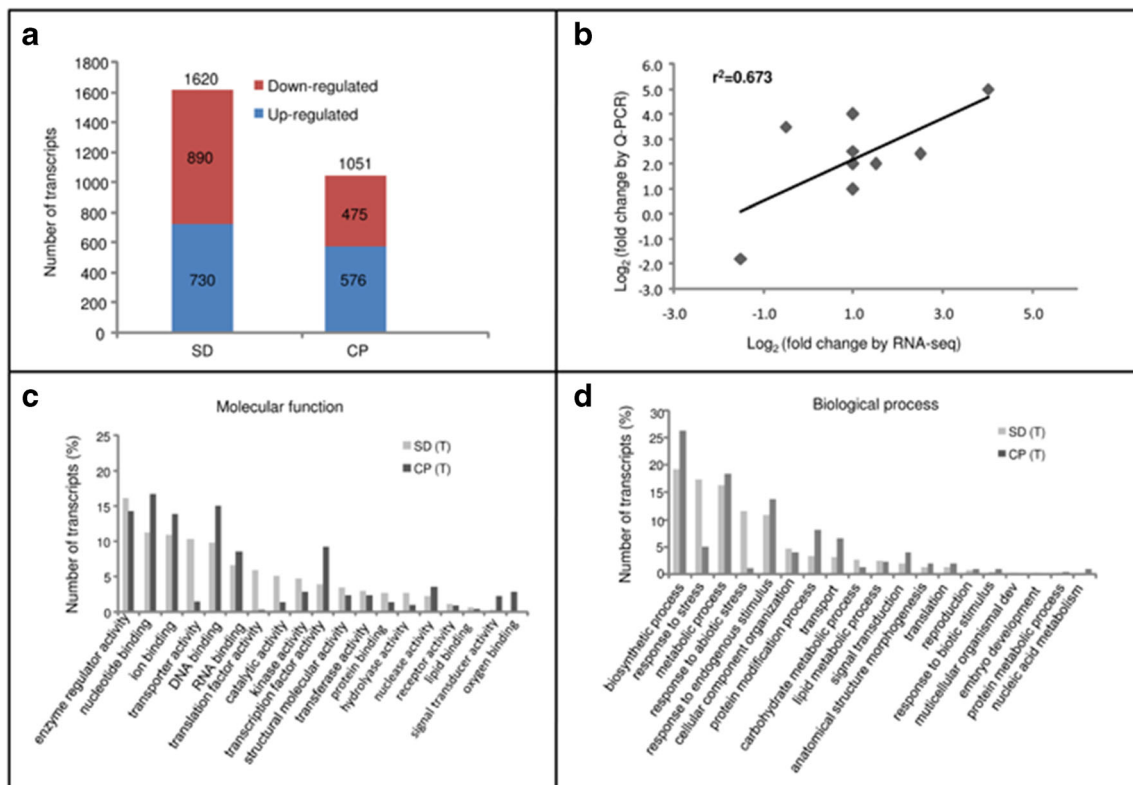 a
1800
1600
1400
1200
1000
800
600
400
200
0
Number of transcripts
1620
890
730
1051
475
576
SD
CP
Down-regulated
Up-regulated
b
r²=0.673
6.0
5.0
4.0
3.0
2.0
1.0
0.0
-1.0
-2.0
-3.0
Log₂ (fold change by Q-PCR)
-3.0
-1.0
1.0
3.0
5.0
Log₂ (fold change by RNA-seq)
c
Molecular function
25
20
15
10
5
0
Number of transcripts (%)
SD (T)
CP (T)
enzyme regulator activity
nucleotide binding
ion binding
transporter activity
DNA binding
RNA binding
translation factor activity
catalytic activity
kinase activity
transcription factor activity
structural molecular activity
transferase activity
protein binding
hydrolase activity
nuclease activity
receptor activity
lipid binding
signal transducer activity
oxygen binding
d
Biological process
30
25
20
15
10
5
0
Number of transcripts (%)
SD (T)
CP (T)
biosynthetic process
response to stress
metabolic process
response to abiotic stress
response to endogenous stimulus
cellular component organization
protein modification process
transport
carbohydrate metabolic process
lipid metabolic process
signal transduction
anatomical structure morphogenesis
translation
reproduction
response to biotic stimulus
muticellular organismal dev
embryo development
protein metabolic process
nucleic acid metabolism